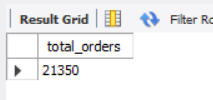 Result Grid Filter Ro
total_orders
21350